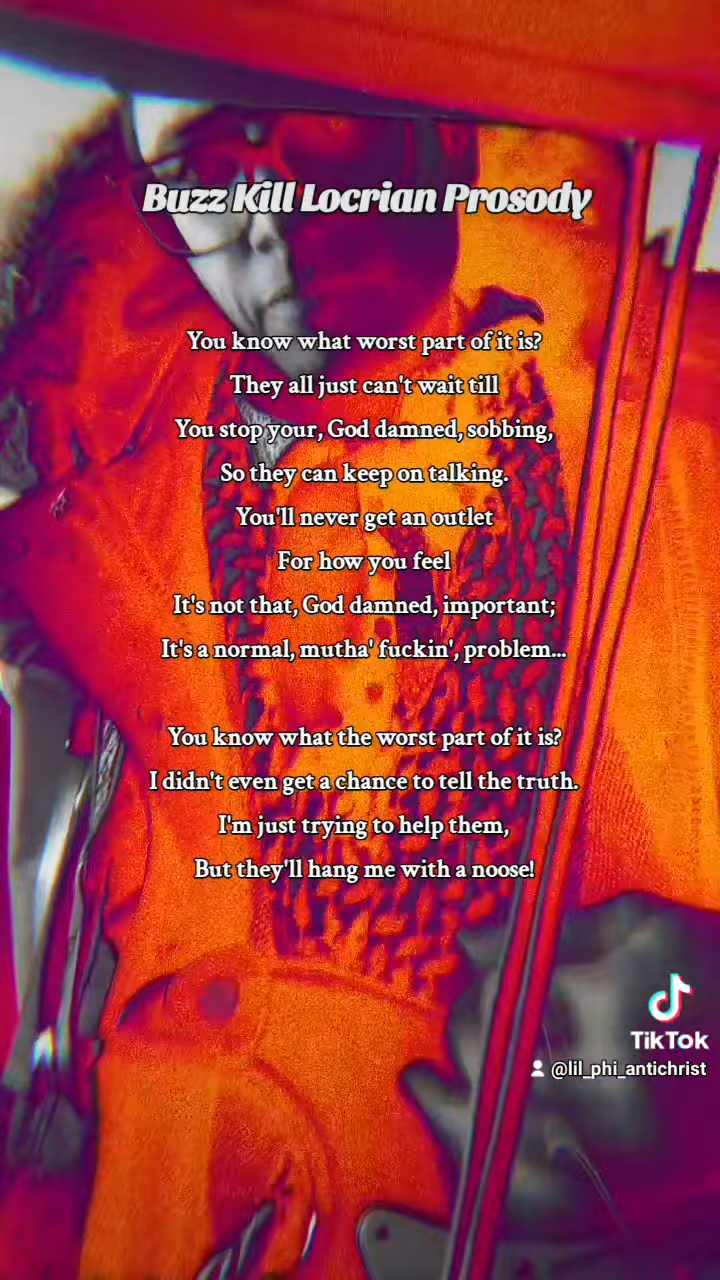 Buzz Kill Locrian Prosody
You know what worst part of it is?
They all just can't wait till
You stop your, God damned, sobbing,
So they can keep on talking.
You'll never get an outlet
For how you feel
It's not that, God damned, important;
It's a normal, mutha' fuckin', problem...
You know what the worst part of it is?
I didn't even get a chance to tell the truth.
I'm just trying to help them,
But they'll hang me with a noose!
TikTok
@lil_phi_antichrist